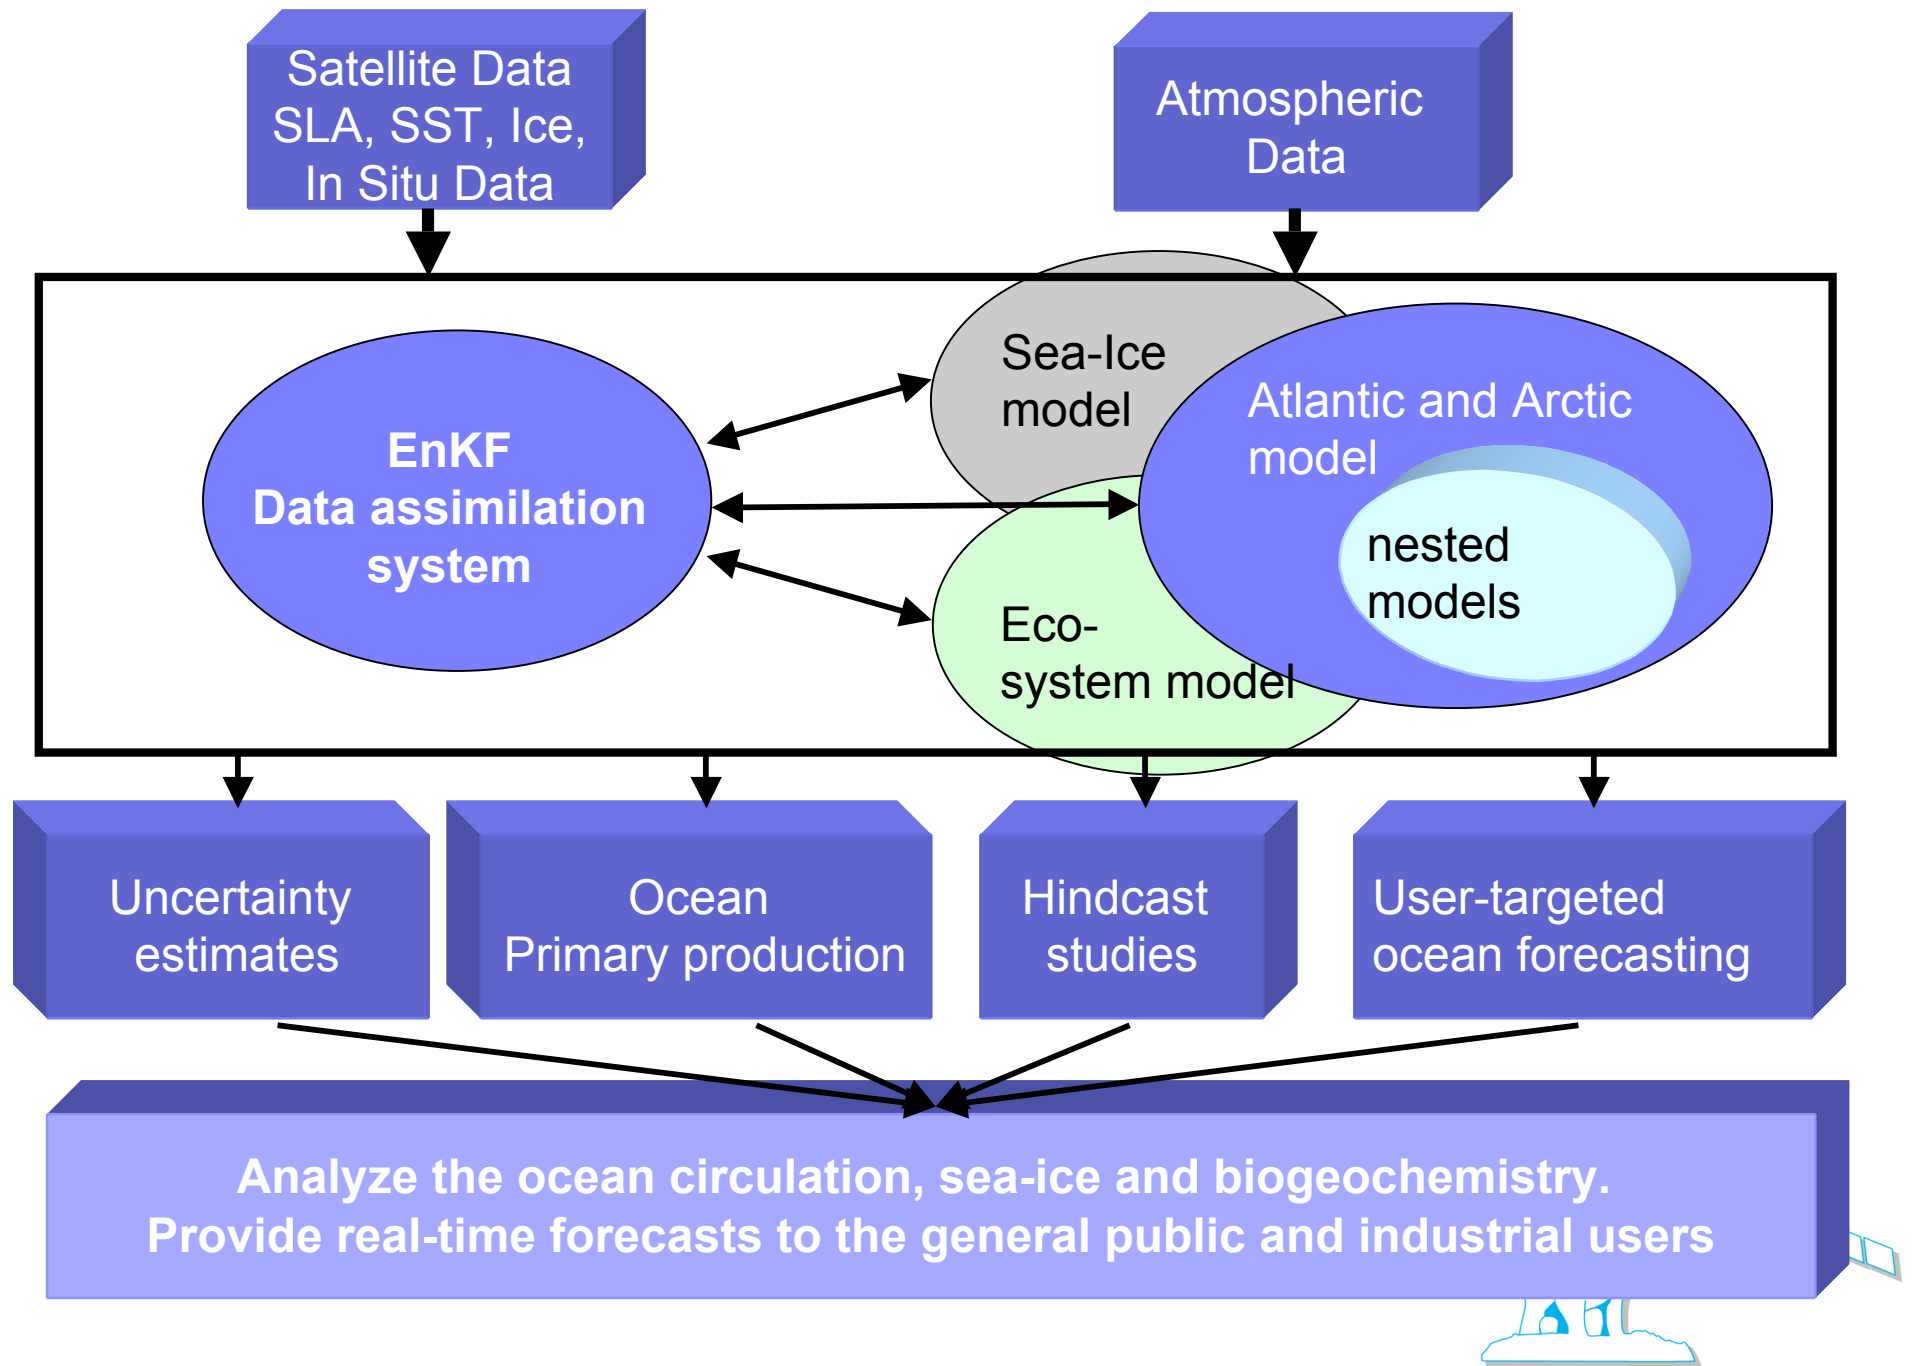 Satellite Data
SLA, SST, Ice,
In Situ Data
Atmospheric
Data
EnKF
Data assimilation
system
Sea-Ice
model
Atlantic and Arctic
model
nested
models
Eco-
system model
Uncertainty
estimates
Ocean
Primary production
Hindcast
studies
User-targeted
ocean forecasting
Analyze the ocean circulation, sea-ice and biogeochemistry.
Provide real-time forecasts to the general public and industrial users